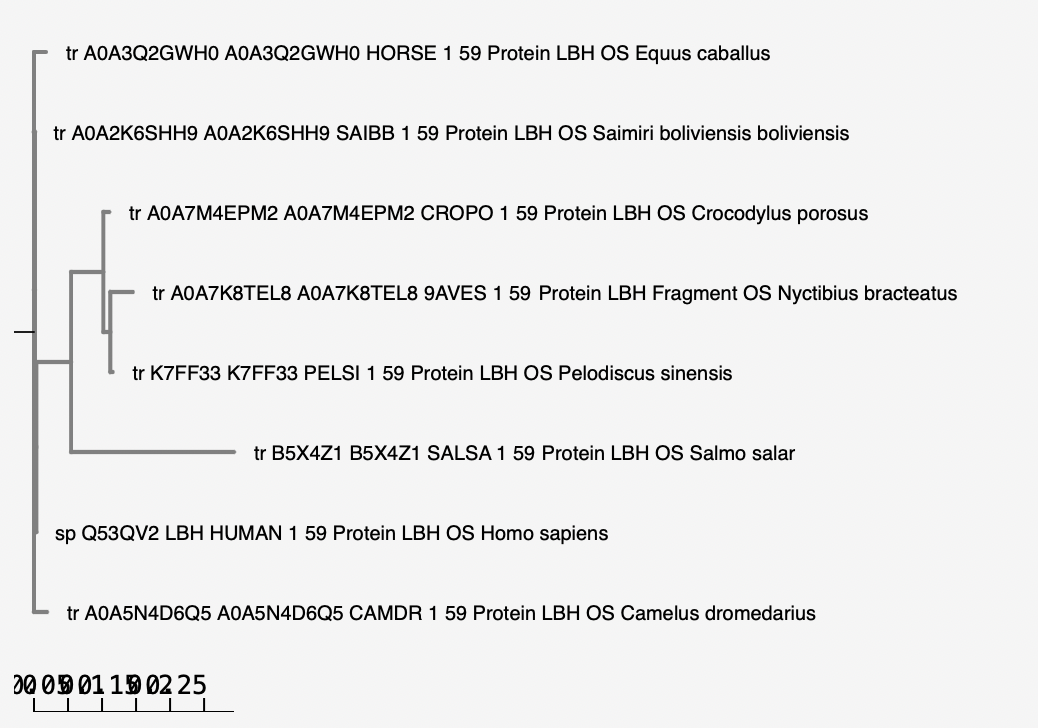 tr A0A3Q2GWH0 A0A3Q2GWH0 HORSE 1 59 Protein LBH OS Equus caballus
tr A0A2K6SHH9 A0A2K6SHH9 SAIBB 1 59 Protein LBH OS Saimiri boliviensis boliviensis
tr A0A7M4EPM2 A0A7M4EPM2 CROPO 1 59 Protein LBH OS Crocodylus porosus
tr A0A7K8TEL8 A0A7K8TEL8 9AVES 1 59 Protein LBH Fragment OS Nyctibius bracteatus
tr K7FF33 K7FF33 PELSI 1 59 Protein LBH OS Pelodiscus sinensis
tr B5X4Z1 B5X4Z1 SALSA 1 59 Protein LBH OS Salmo salar
sp Q53QV2 LBH HUMAN 1 59 Protein LBH OS Homo sapiens
tr A0A5N4D6Q5 A0A5N4D6Q5 CAMDR 1 59 Protein LBH OS Camelus dromedarius